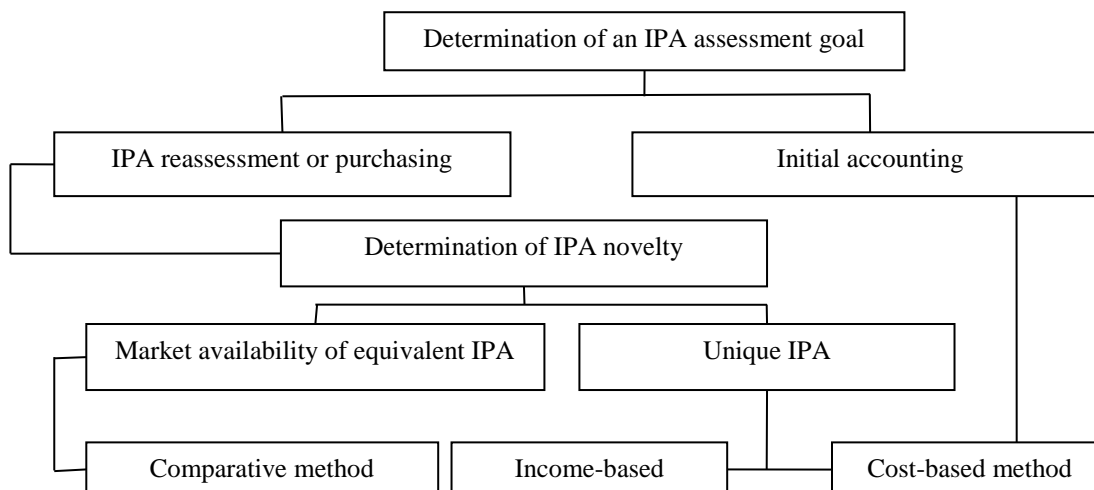 Determination of an IPA assessment goal
IPA reassessment or purchasing
Initial accounting
Determination of IPA novelty
Market availability of equivalent IPA
Unique IPA
Comparative method
Income-based
Cost-based method